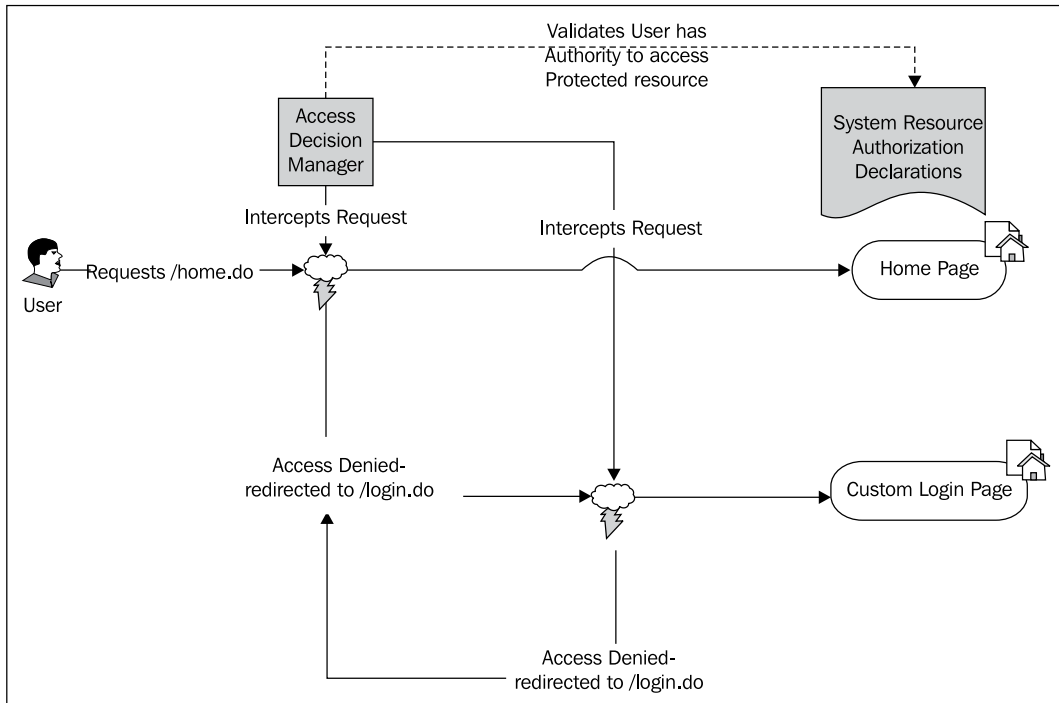 Validates User has
Authority to access
Protected resource
Access
Decision
Manager
System Resource
Authorization
Declarations
Intercepts Request
Intercepts Request
Requests /home.do
User
Home Page
Access Denied-
redirected to /login.do
Custom Login Page
Access Denied-
redirected to /login.do